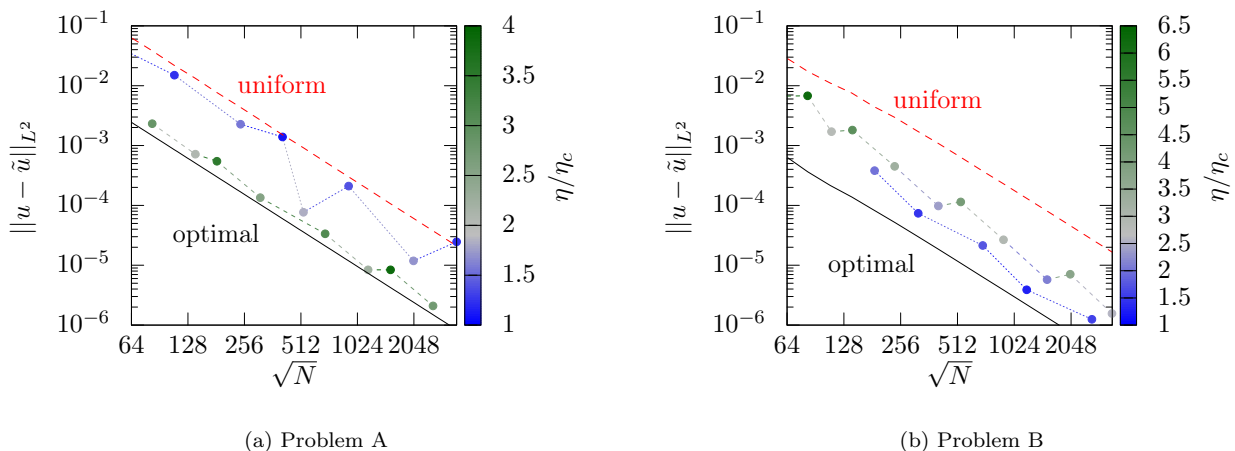 10^{-1}
10^{-2}
10^{-3}
10^{-4}
10^{-5}
10^{-6}
||u − ũ||_{L^2}
uniform
optimal
64 128 256 512 1024 2048
√N
4
3.5
3
2.5
2
1.5
1
η/η_c
(a) Problem A
10^{-1}
10^{-2}
10^{-3}
10^{-4}
10^{-5}
10^{-6}
||u − ũ||_{L^2}
uniform
optimal
64 128 256 512 1024 2048
√N
6.5
6
5.5
5
4.5
4
3.5
3
2.5
2
1.5
1
η/η_c
(b) Problem B